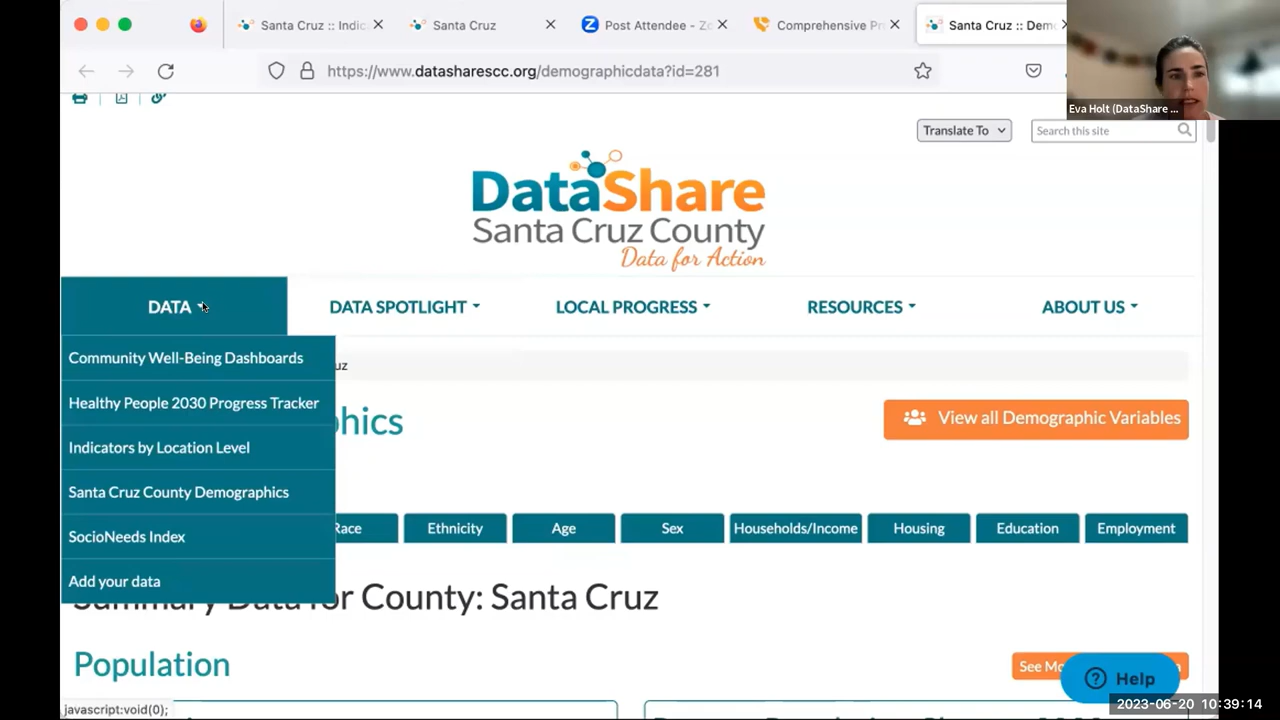 Santa Cruz :: Indic
Santa Cruz
Post Attendee - Zo
Comprehensive Pr
Santa Cruz :: Dem
https://www.datasharescc.org/demographicdata?id=281
Eva Holt (DataShare ...
Translate To
Search this site
DataShare
Santa Cruz County
Data for Action
DATA
DATA SPOTLIGHT
LOCAL PROGRESS
RESOURCES
ABOUT US
Community Well-Being Dashboards
uz
Healthy People 2030 Progress Tracker
hics
View all Demographic Variables
Indicators by Location Level
Santa Cruz County Demographics
Race
Ethnicity
Age
Sex
Households/Income
Housing
Education
Employment
SocioNeeds Index
Add your data
Summary Data for County: Santa Cruz
Population
See Mo
Help
javascript:void(0);
2023-06-20 10:39:14